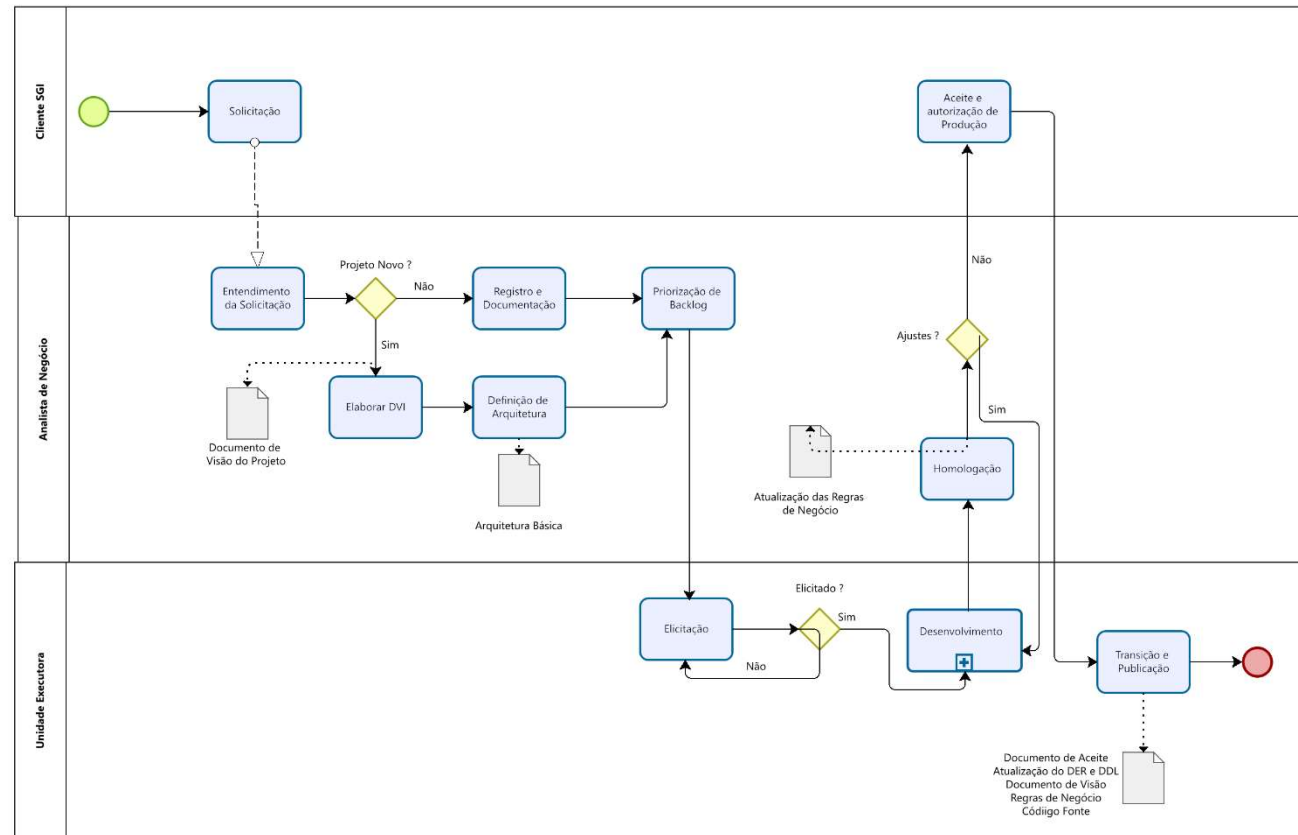 Cliente SGI
Solicitação
Aceite e
autorização de
Produção
Analista de Negócio
Entendimento
da Solicitação
Projeto Novo ?
Não
Sim
Registro e
Documentação
Priorização de
Backlog
Elaborar DVI
Definição de
Arquitetura
Documento de
Visão do Projeto
Arquitetura Básica
Não
Ajustes ?
Sim
Homologação
Atualização das Regras
de Negócio
Unidade Executora
Elicitação
Elicitado ?
Sim
Não
Desenvolvimento
Transição e
Publicação
Documento de Aceite
Atualização do DER e DDL
Documento de Visão
Regras de Negócio
Códiigo Fonte